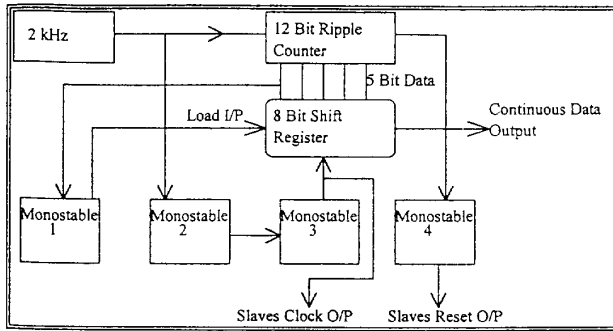 2 kHz
12 Bit Ripple
Counter
5 Bit Data
Load I/P
8 Bit Shift
Register
Continuous Data
Output
Monostable
1
Monostable
2
Monostable
3
Monostable
4
Slaves Clock O/P
Slaves Reset O/P